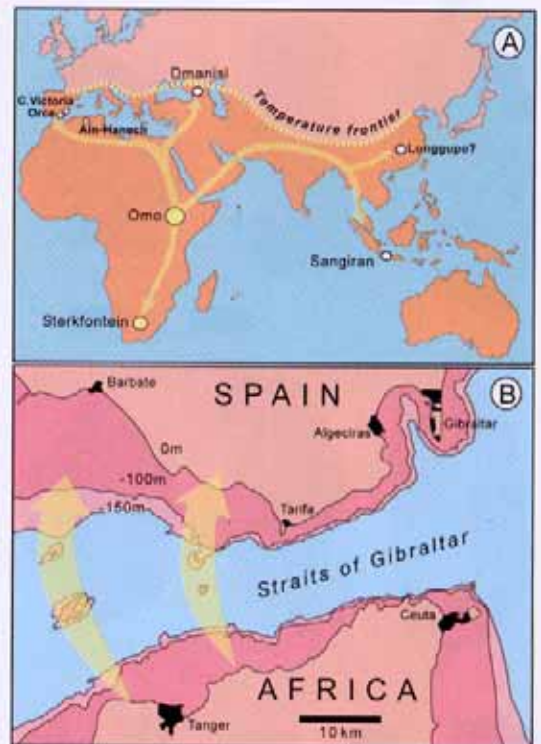 A
Dmanisi
C. Victoria
Orce
Ain-Hanech
Temperature frontier
Longgupo?
Omo
Sangiran
Sterkfontein
B
Barbate
SPAIN
Algeciras
Gibraltar
0m
-100m
-150m
Tarifa
Straits of Gibraltar
Ceuta
AFRICA
Tanger
10 km